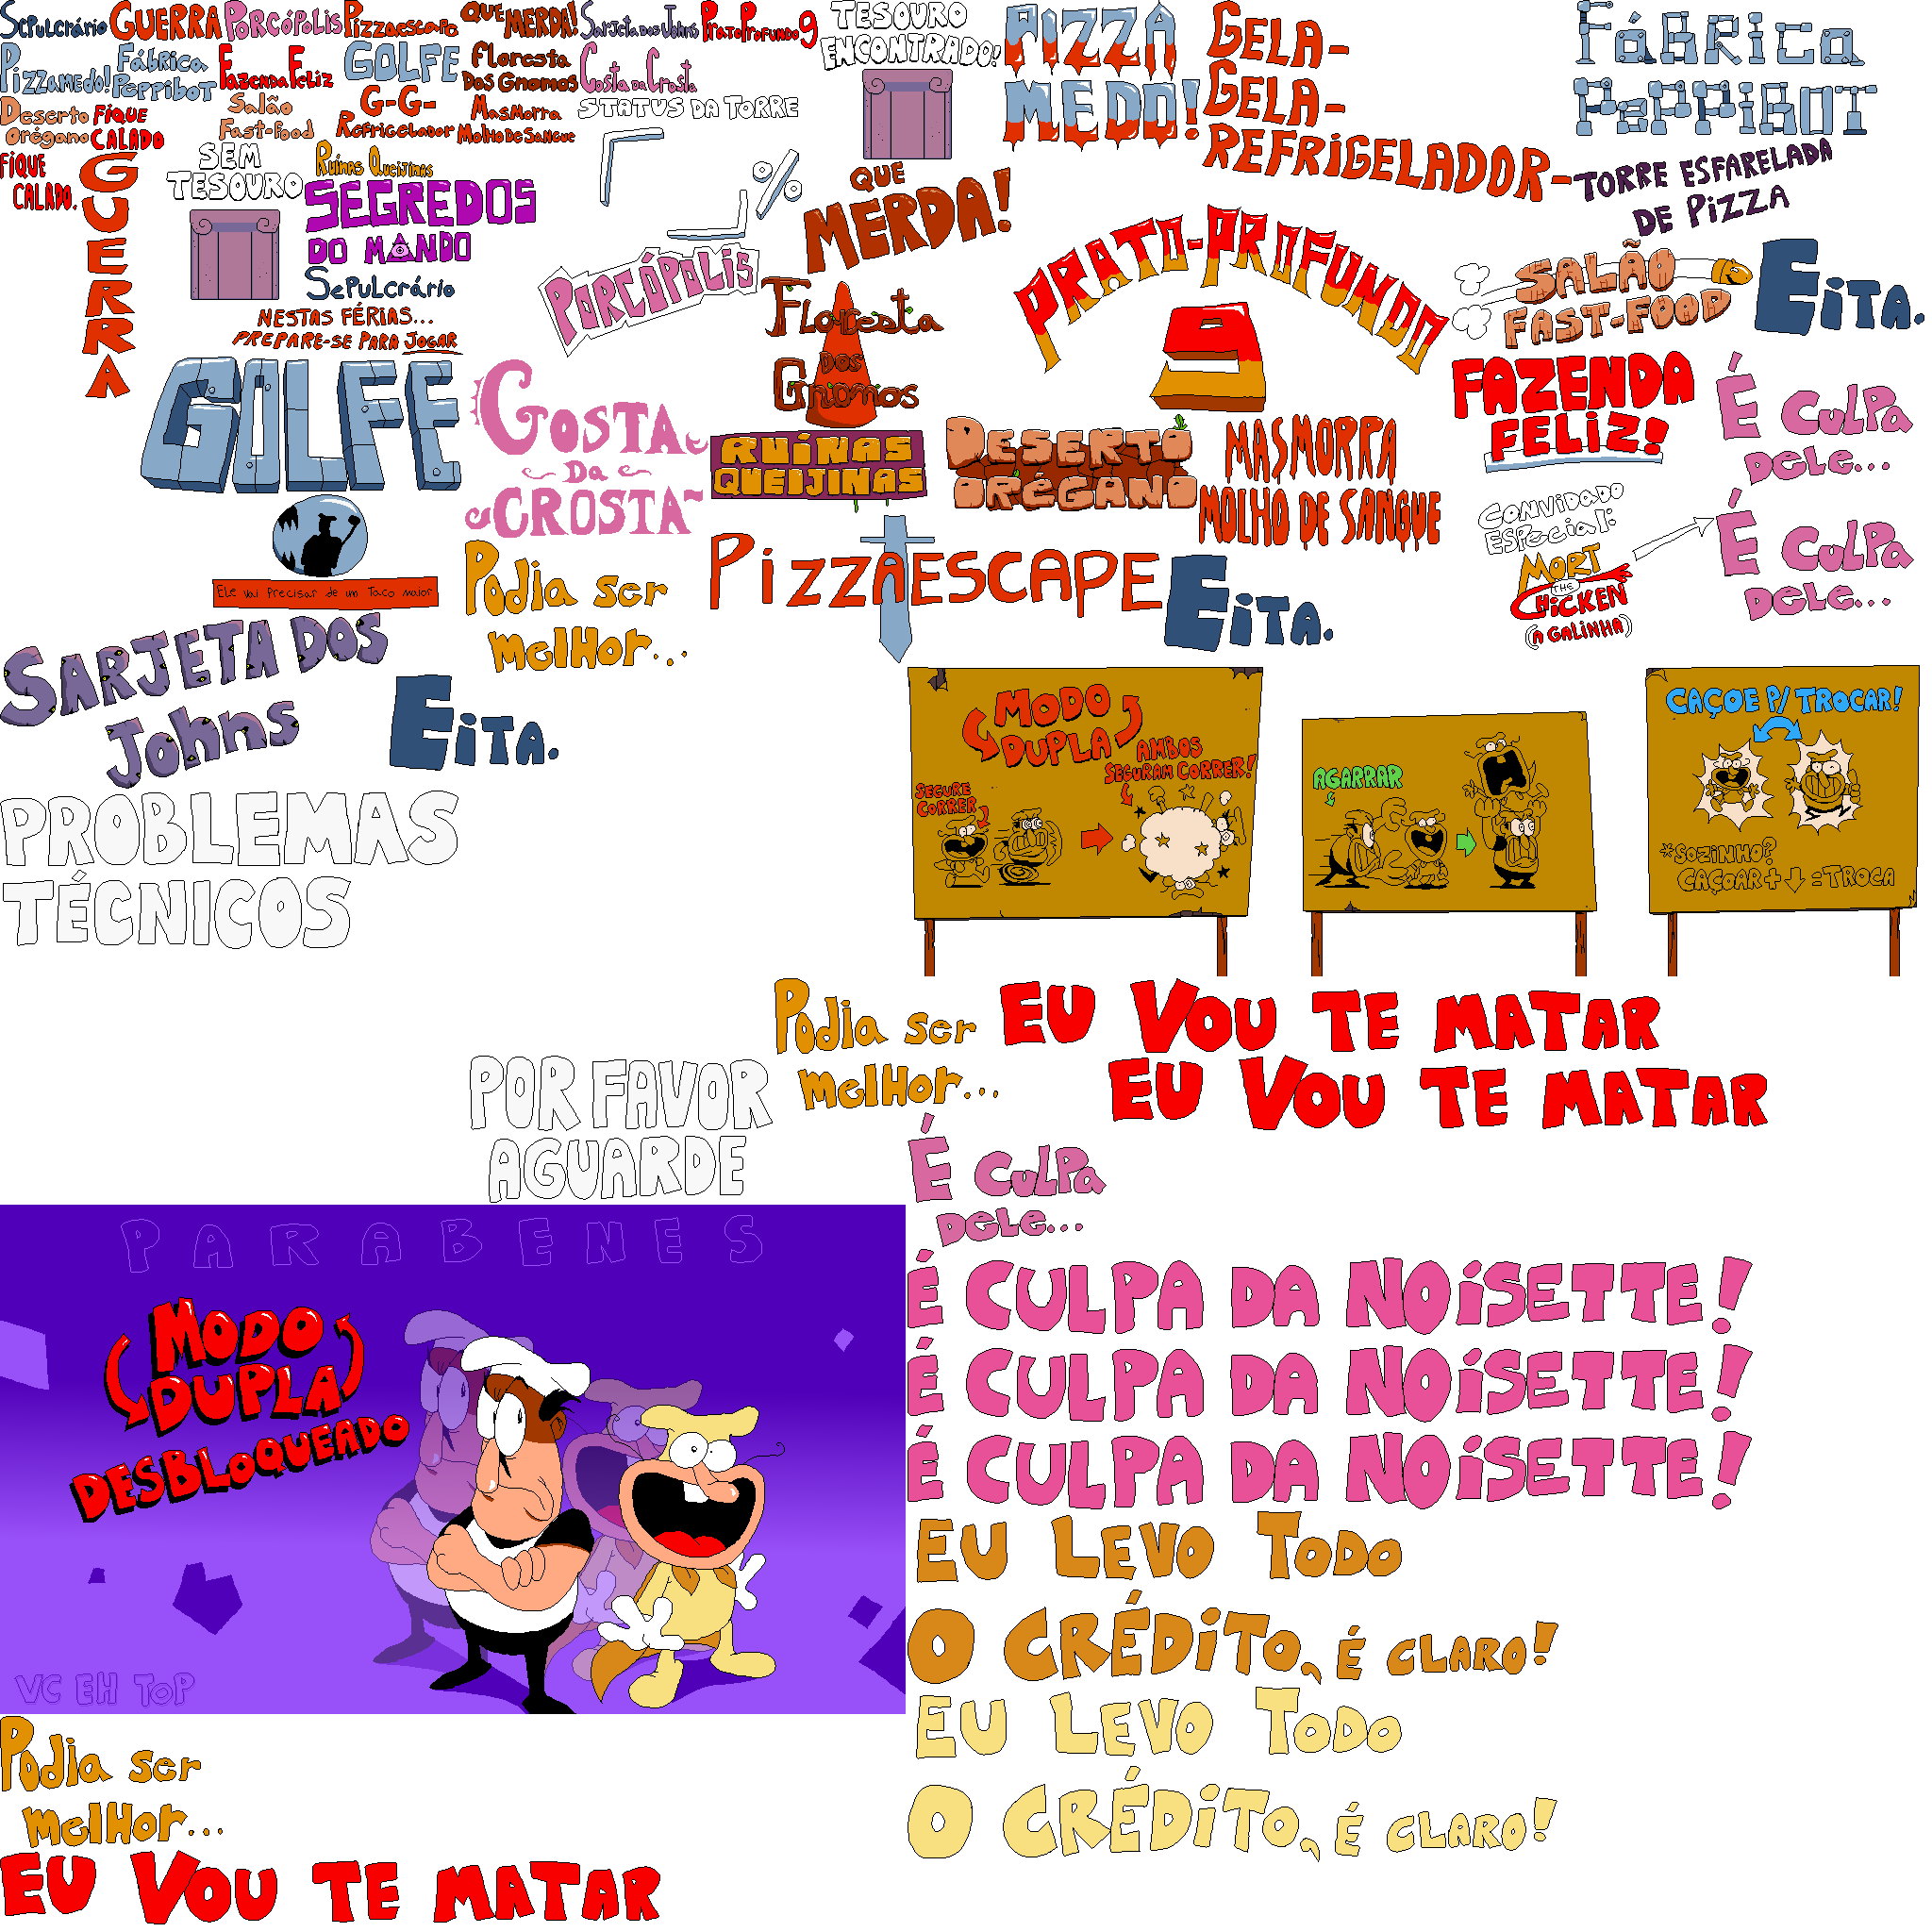 Sepulcrário
GUERRA
PORCÓPOLIS
Pizzaescape
QUE MERDA!
Sarjeta dos Johns
PRATO PROFUNDO 9
TESOURO
ENCONTRADO!
PIZZA
MEDO!
GELA-
GELA-
REFRIGELADOR-
FÁBRICA
PEPPIBOT
PizzaMEDO!
Fábrica
PeppiBOT
FAZENDA FELIZ
GOLFE
Floresta
Dos Gnomos
Costa Da Crosta
STATUS DA TORRE
Deserto
Orégano
FIQUE
CALADO
Salão
Fast-Food
G-G-
Refrigelador
MASMORRA
MOLHO DE SANGUE
FIQUE
CALADO.
GUERRA
SEM
TESOURO
Ruínas Queijinas
SEGREDOS
DO MANDO
Sepulcrário
NESTAS FÉRIAS...
PREPARE-SE PARA JOGAR
%
QUE
MERDA!
TORRE ESFARELADA
DE PIZZA
PORCÓPOLIS
Floresta
DOS
Gnomos
PRATO-PROFUNDO
9
SALÃO
FAST-FOOD
EITA.
GOLFE
COSTA
Da
CROSTA
RUÍNAS
QUEIJINAS
DESERTO
ORÉGANO
MASMORRA
MOLHO DE SANGUE
FAZENDA
FELIZ!
É CULPA
DELE...
CONVIDADO
ESPECIAL:
MORT
THE
CHICKEN
(A GALINHA)
É CULPA
DELE...
Ele vai Precisar de um Taco maior
Podia ser
melHor...
PizzAESCAPE
EITA.
SARJETA DOS
Johns
EITA.
MODO
DUPLA
AMBOS
SEGURAM CORRER!
SEGURE
CORRER
AGARRAR
CAÇOE P/ TROCAR!
*SOZINHO?
CAÇOAR + = TROCA
PROBLEMAS
TÉCNICOS
Podia ser
melHor...
EU VOU TE MATAR
EU VOU TE MATAR
POR FAVOR
AGUARDE
É CULPA
DELE...
PARABENES
MODO
DUPLA
DESBLOQUEADO
VC EH TOP
É CULPA DA NOISETTE!
É CULPA DA NOISETTE!
É CULPA DA NOISETTE!
EU LEVO TODO
O CRÉDITO, É CLARO!
EU LEVO TODO
O CRÉDITO, É CLARO!
Podia ser
melHor...
EU VOU TE MATAR